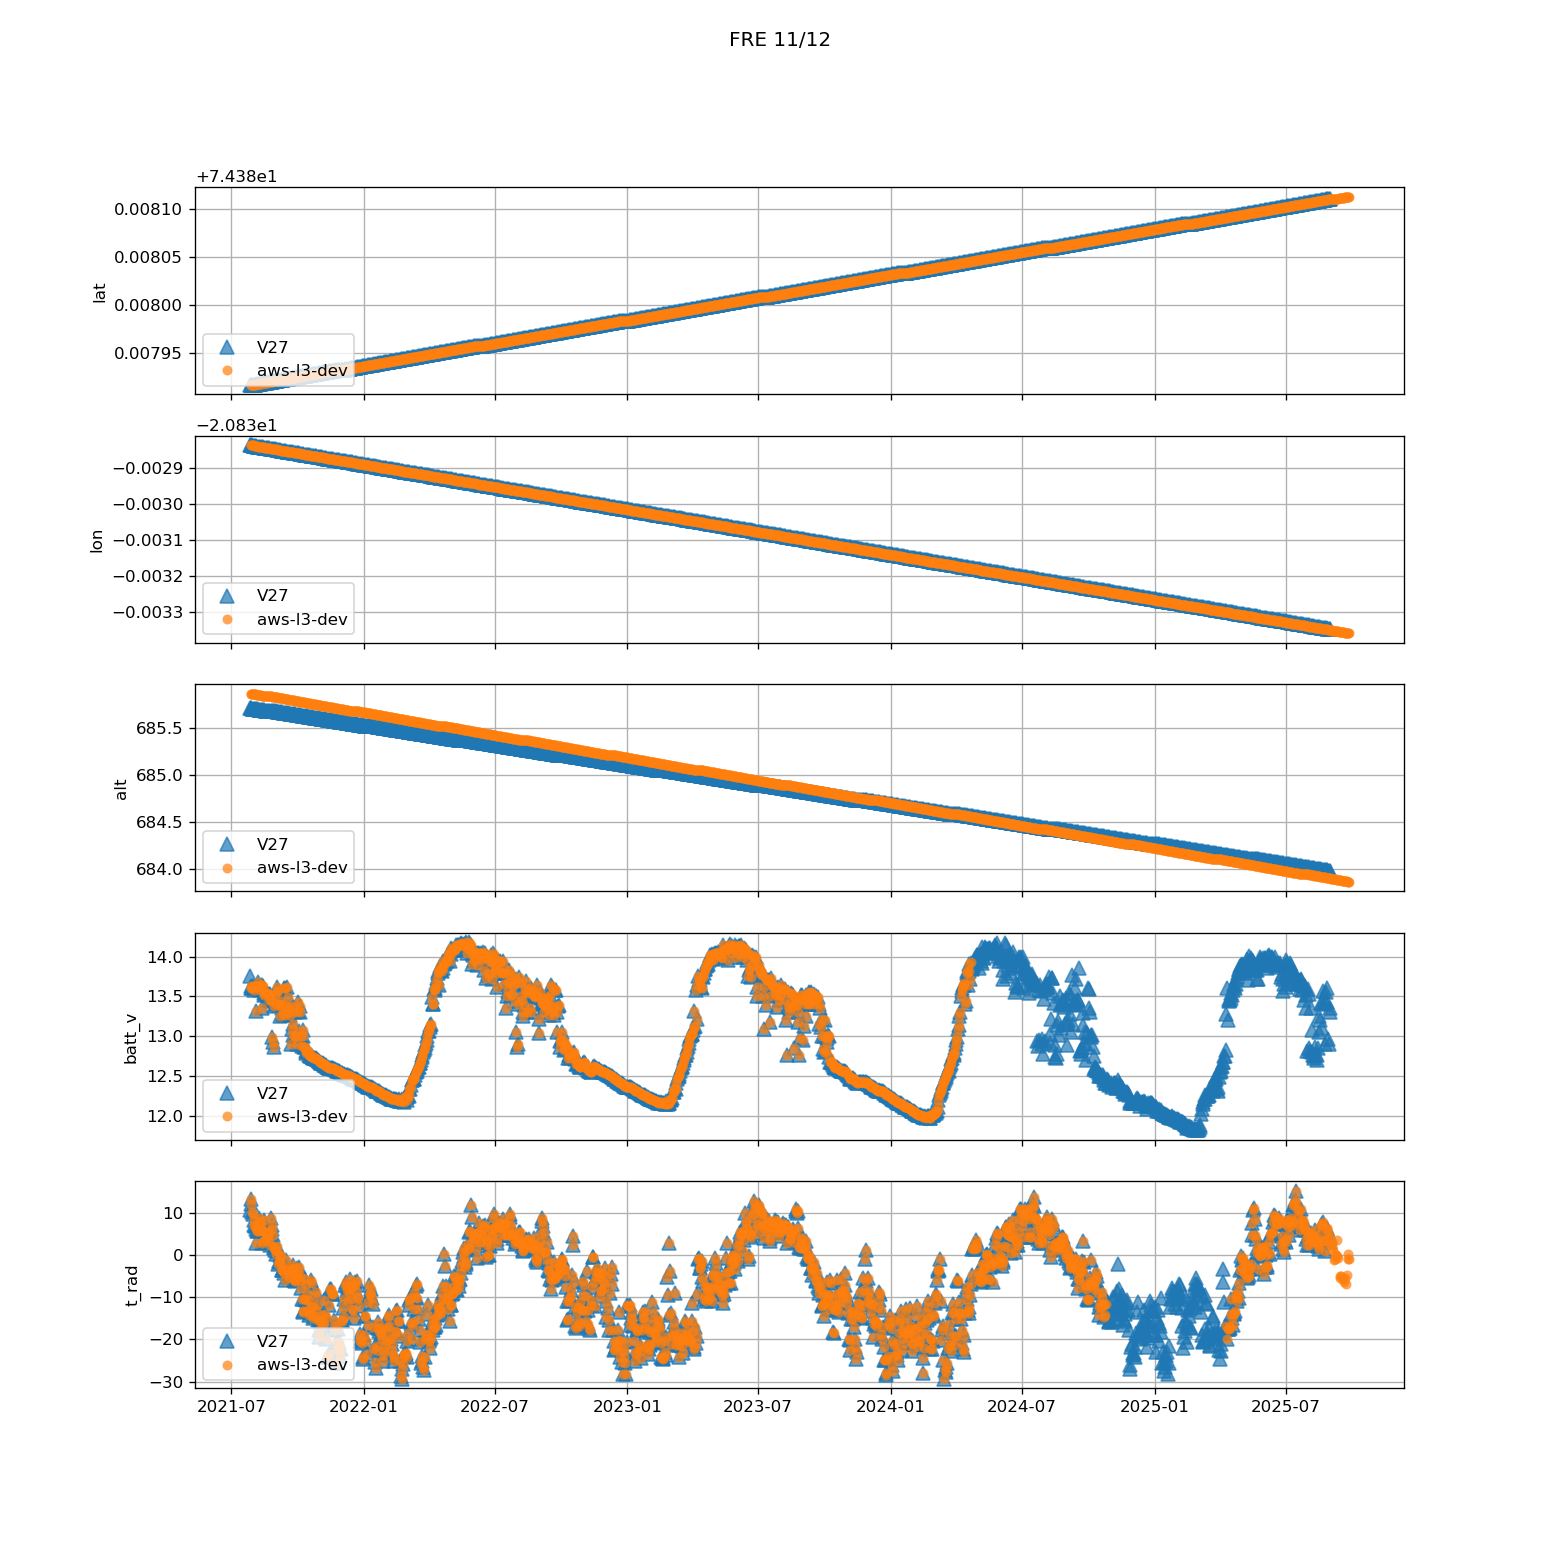 FRE 11/12
+7.438e1
0.00810
0.00805
0.00800
0.00795
lat
V27
aws-l3-dev
−2.083e1
−0.0029
−0.0030
−0.0031
−0.0032
−0.0033
lon
V27
aws-l3-dev
685.5
685.0
684.5
684.0
alt
V27
aws-l3-dev
14.0
13.5
13.0
12.5
12.0
batt_v
V27
aws-l3-dev
10
0
−10
−20
−30
t_rad
V27
aws-l3-dev
2021-07 2022-01 2022-07 2023-01 2023-07 2024-01 2024-07 2025-01 2025-07